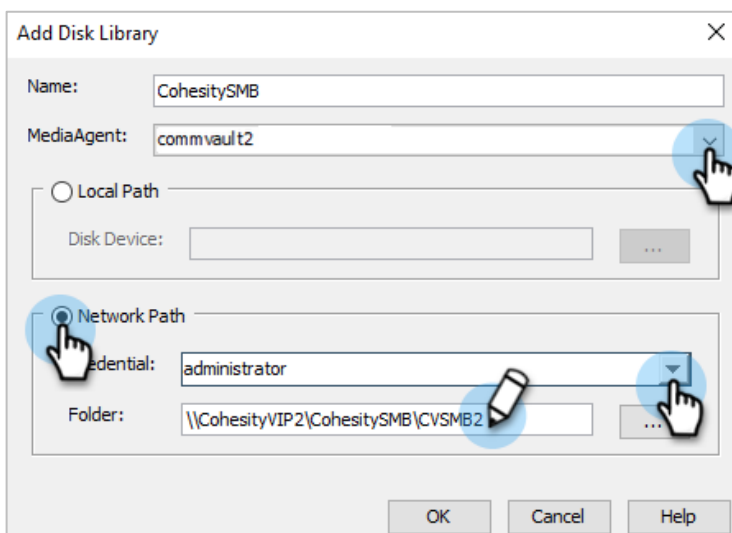 Add Disk Library
Name: CohesitySMB
MediaAgent: commvault2
Local Path
Disk Device: ...
Network Path
edential: administrator
Folder: \\CohesityVIP2\CohesitySMB\CVSMB2 ...
OK Cancel Help